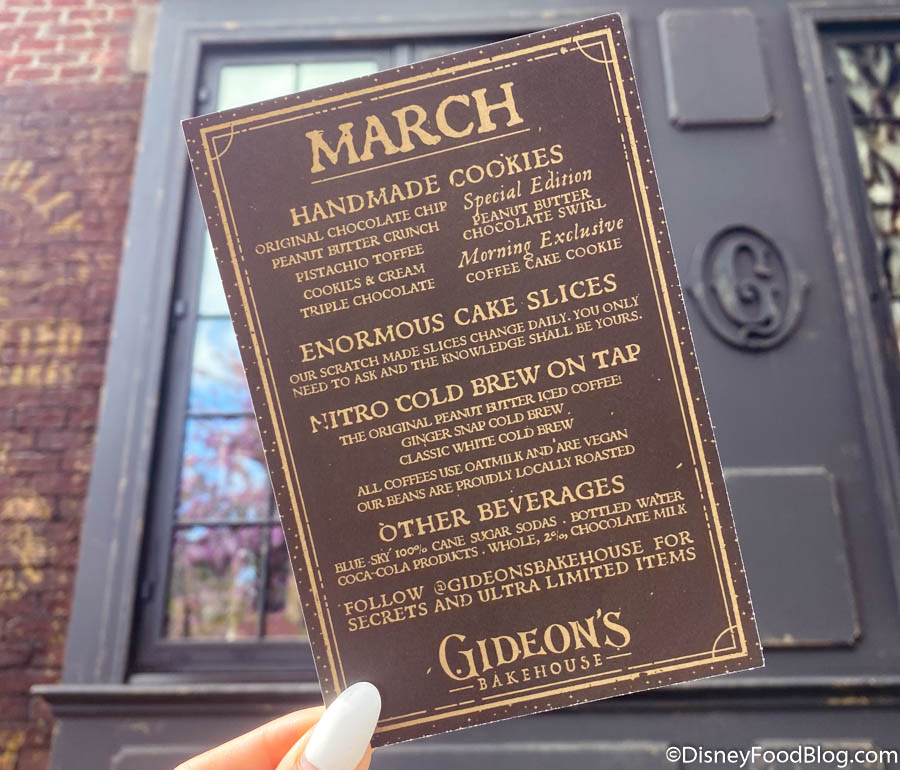 MARCH
HANDMADE COOKIES
ORIGINAL CHOCOLATE CHIP
PEANUT BUTTER CRUNCH
PISTACHIO TOFFEE
COOKIES & CREAM
TRIPLE CHOCOLATE
Special Edition
PEANUT BUTTER
CHOCOLATE SWIRL
Morning Exclusive
COFFEE CAKE COOKIE
ENORMOUS CAKE SLICES
OUR SCRATCH MADE SLICES CHANGE DAILY. YOU ONLY
NEED TO ASK AND THE KNOWLEDGE SHALL BE YOURS.
NITRO COLD BREW ON TAP
THE ORIGINAL PEANUT BUTTER ICED COFFEE!
GINGER SNAP COLD BREW
CLASSIC WHITE COLD BREW
ALL COFFEES USE OATMILK AND ARE VEGAN
OUR BEANS ARE PROUDLY LOCALLY ROASTED
OTHER BEVERAGES
BLUE SKY 100% CANE SUGAR SODAS . BOTTLED WATER
COCA-COLA PRODUCTS . WHOLE, 2%, CHOCOLATE MILK
FOLLOW @GIDEONSBAKEHOUSE FOR
SECRETS AND ULTRA LIMITED ITEMS
GIDEON'S
BAKEHOUSE
G
©DisneyFoodBlog.com